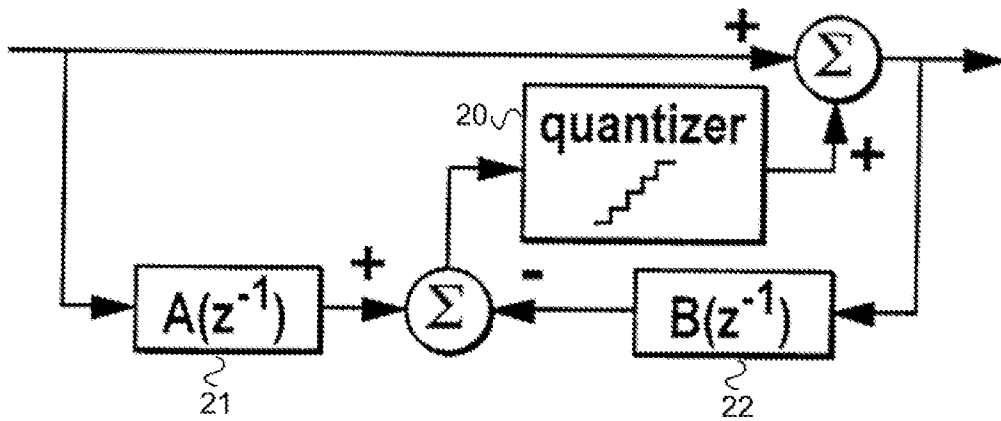 +
Σ
20
quantizer
+
+
-
A(z⁻¹)
Σ
B(z⁻¹)
21
22